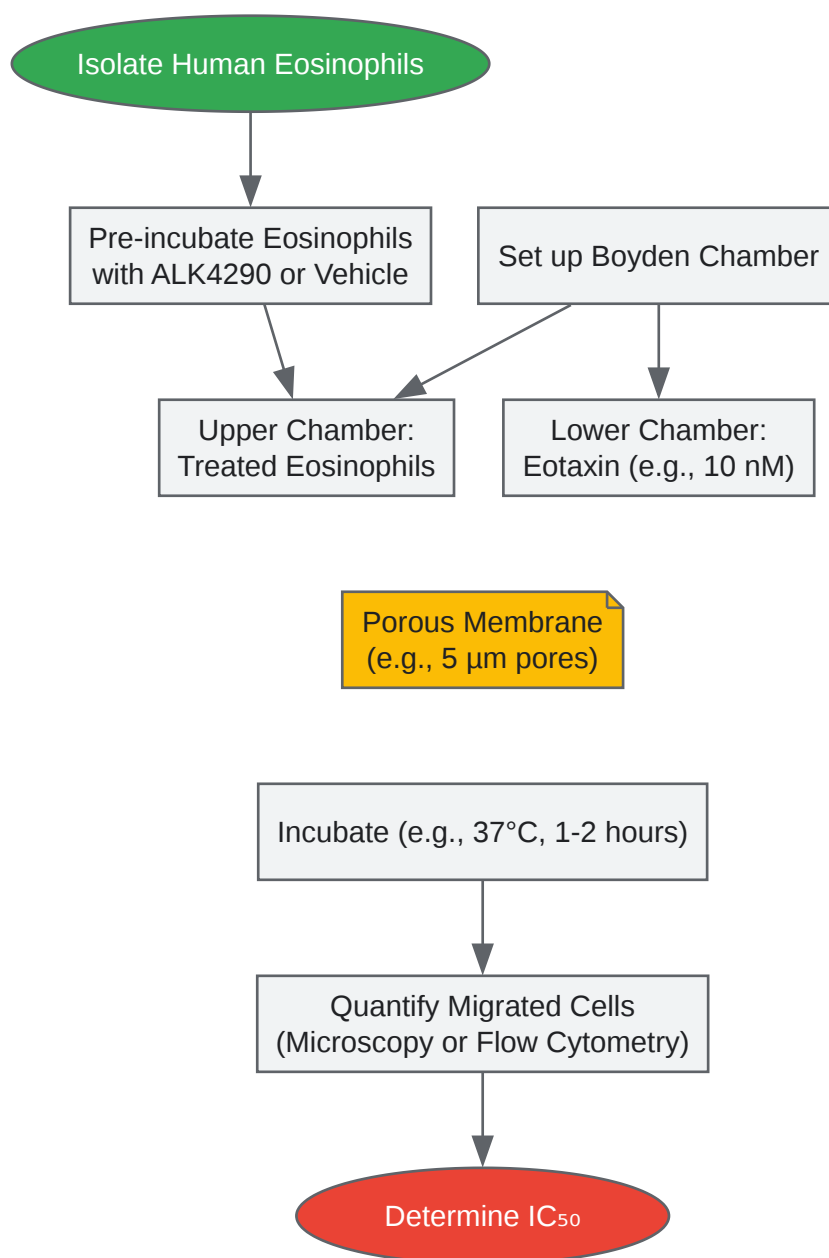 Isolate Human Eosinophils
Pre-incubate Eosinophils
with ALK4290 or Vehicle
Set up Boyden Chamber
Upper Chamber:
Treated Eosinophils
Lower Chamber:
Eotaxin (e.g., 10 nM)
Porous Membrane
(e.g., 5 µm pores)
Incubate (e.g., 37°C, 1-2 hours)
Quantify Migrated Cells
(Microscopy or Flow Cytometry)
Determine IC₅₀